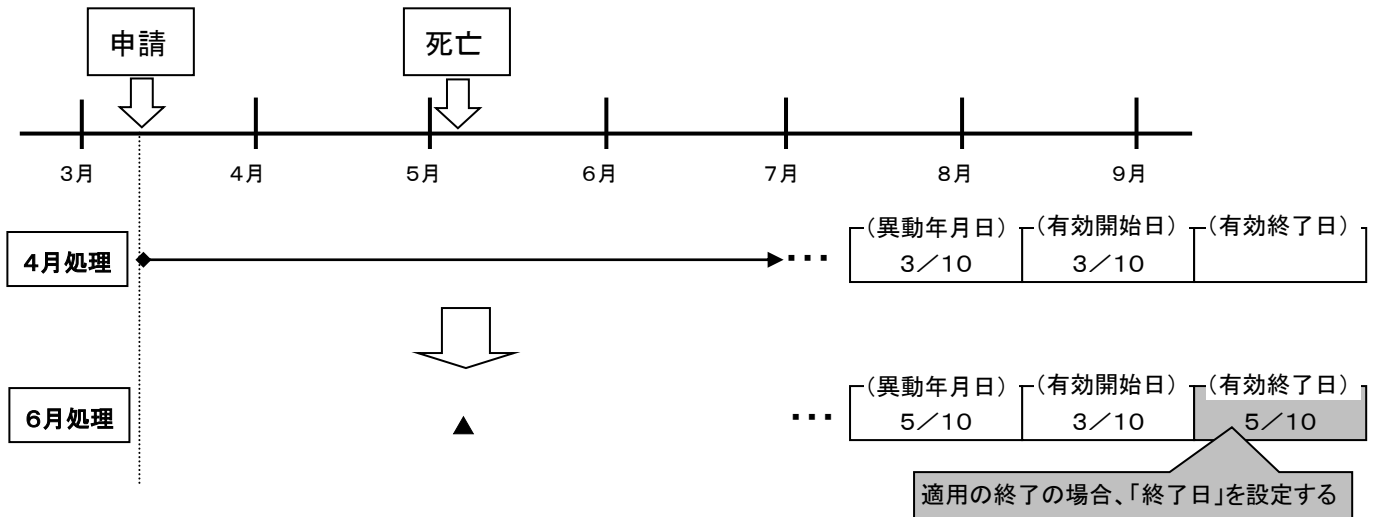 申請
死亡
3月
4月
5月
6月
7月
8月
9月
4月処理
…
(異動年月日)
(有効開始日)
(有効終了日)
3／10
3／10
6月処理
…
(異動年月日)
(有効開始日)
(有効終了日)
5／10
3／10
5／10
適用の終了の場合、「終了日」を設定する